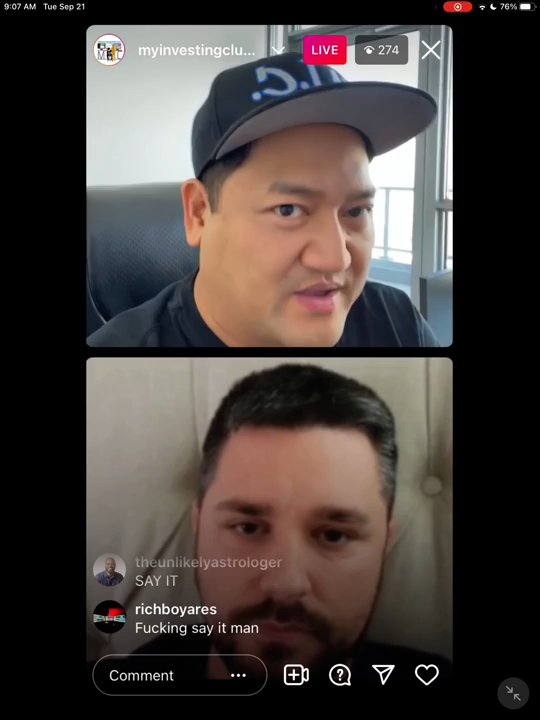 9:07 AM Tue Sep 21
76%
myinvestingclu...
LIVE
274
theunlikelyastrologer
SAY IT
richboyares
Fucking say it man
Comment